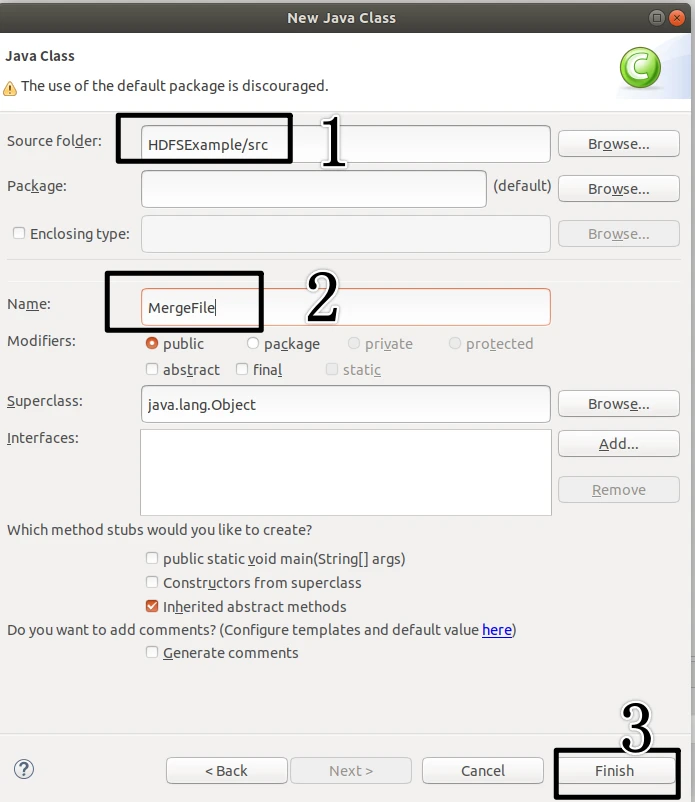 New Java Class
Java Class
The use of the default package is discouraged.
Source folder: HDFSExample/src 1 Browse...
Package: (default) Browse...
Enclosing type: Browse...
Name: MergeFile 2
Modifiers: public package private protected
abstract final static
Superclass: java.lang.Object Browse...
Interfaces: Add...
Remove
Which method stubs would you like to create?
public static void main(String[] args)
Constructors from superclass
Inherited abstract methods
Do you want to add comments? (Configure templates and default value here)
Generate comments
3
? < Back Next > Cancel Finish